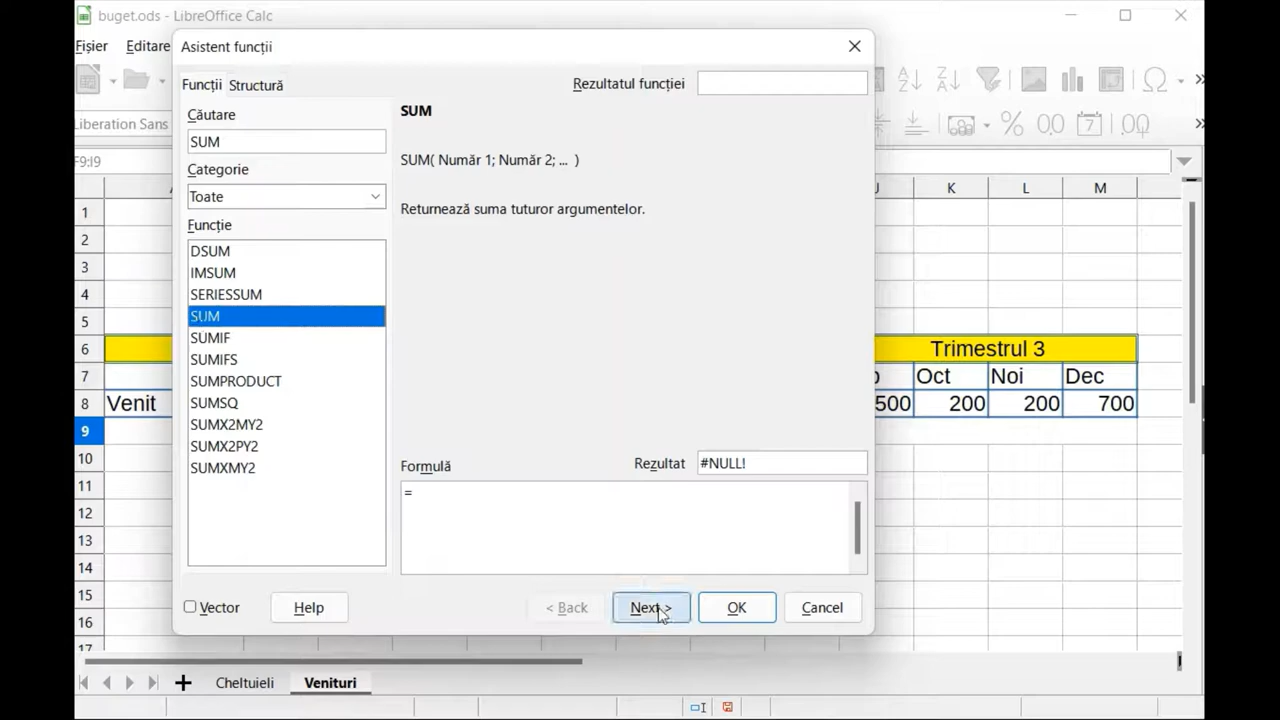 buget.ods - LibreOffice Calc
Fișier Editare
Asistent funcții
Funcții Structură
Rezultatul funcției
Căutare
SUM
SUM
Categorie
SUM( Număr 1; Număr 2; ... )
Toate
Returnează suma tuturor argumentelor.
Funcție
DSUM
IMSUM
SERIESSUM
SUM
SUMIF
SUMIFS
SUMPRODUCT
SUMSQ
SUMX2MY2
SUMX2PY2
SUMXMY2
Formulă
Rezultat #NULL!
=
Vector Help < Back Next > OK Cancel
Liberation Sans
F9:I9
K L M
1
2
3
4
5
6 Trimestrul 3
7 Oct Noi Dec
8 Venit 500 200 200 700
9
10
11
12
13
14
15
16
17
Cheltuieli Venituri